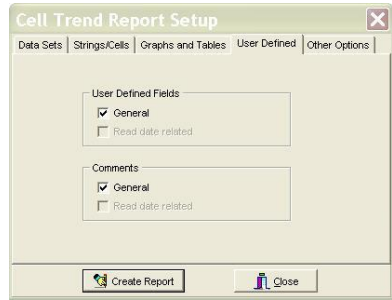 Cell Trend Report Setup
Data Sets Strings/Cells Graphs and Tables User Defined Other Options
User Defined Fields
General
Read date related
Comments
General
Read date related
Create Report Close